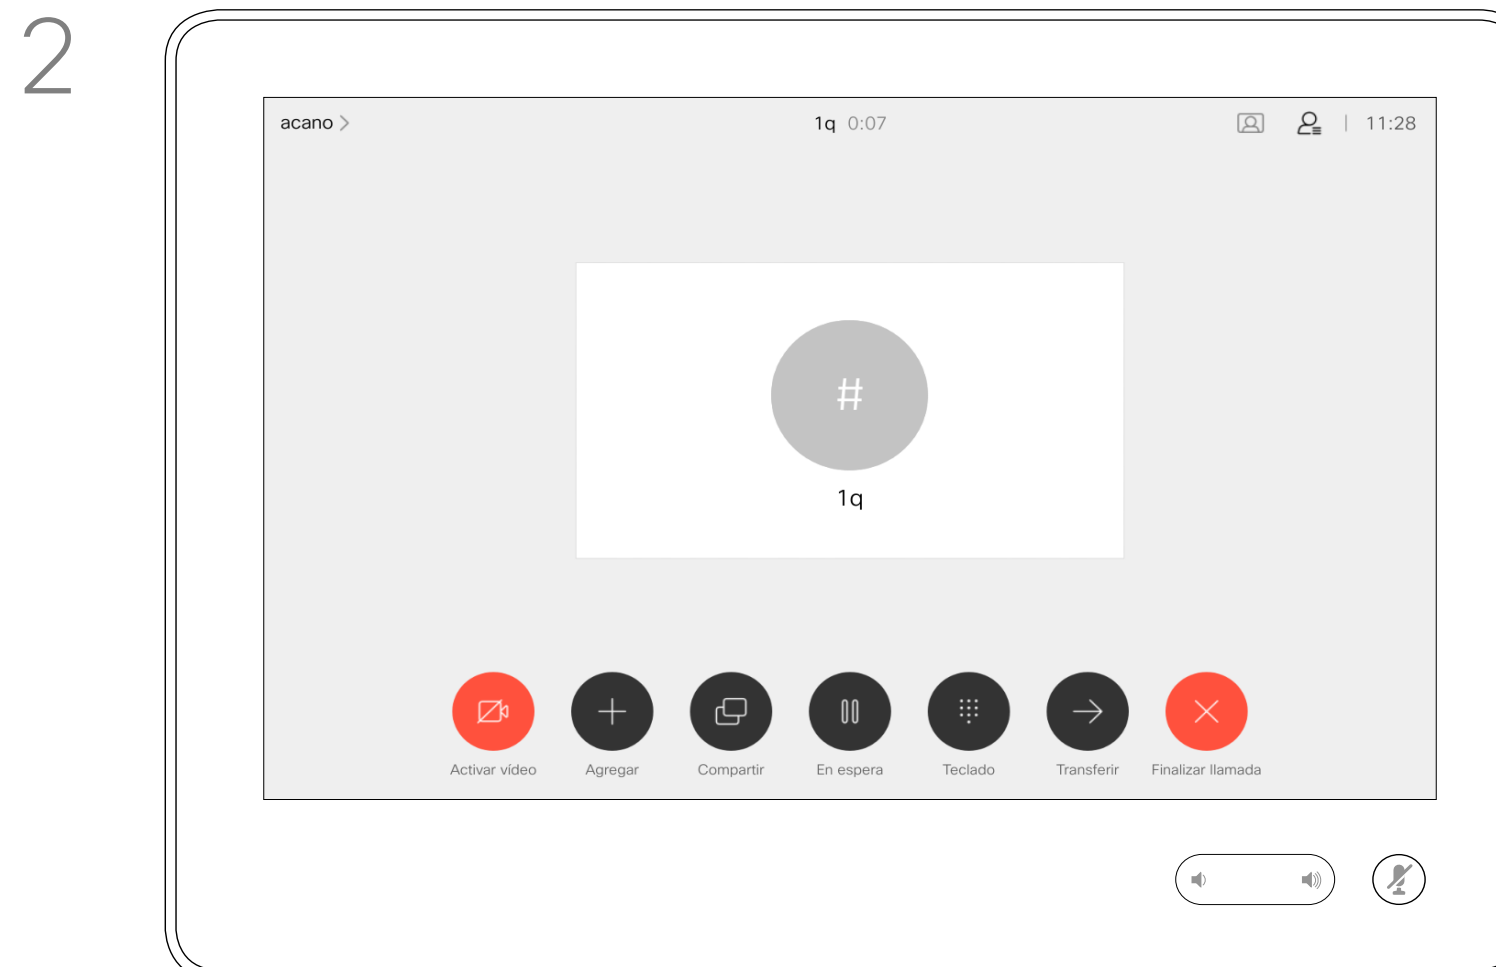 2
acano
1q 0:07
11:28
#
1q
Activar vídeo
Agregar
Compartir
En espera
Teclado
Transferir
Finalizar llamada